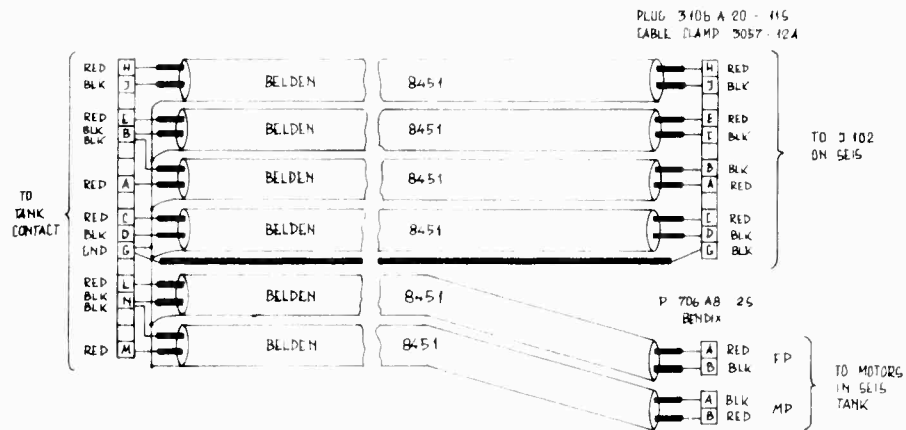 PLUG 3106 A 20 - 11S
CABLE CLAMP 3057 - 12A
RED H BELDEN 8451 H RED
BLK J J BLK
RED E BELDEN 8451 E RED
BLK B BLK
BLK
BELDEN 8451 B BLK
RED A A RED
TO J 102
ON SEIS
TO
TANK
CONTACT
RED C BELDEN 8451 C RED
BLK D D BLK
GND G G BLK
RED L BELDEN 8451
BLK N
BLK
P 706 A8 2S
BENDIX
RED M BELDEN 8451
A RED FP
B BLK
A BLK MP
B RED
TO MOTORS
IN SEIS
TANK